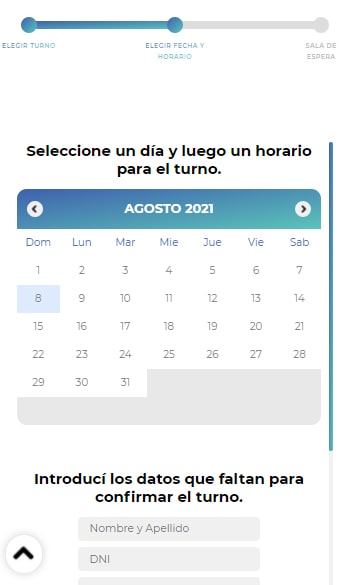 ELEGIR TURNO
ELEGIR FECHA Y
HORARIO
SALA DE
ESPERA
Seleccione un día y luego un horario
para el turno.
AGOSTO 2021
Dom Lun Mar Mie Jue Vie Sab
1 2 3 4 5 6 7
8 9 10 11 12 13 14
15 16 17 18 19 20 21
22 23 24 25 26 27 28
29 30 31
Introducí los datos que faltan para
confirmar el turno.
Nombre y Apellido
DNI